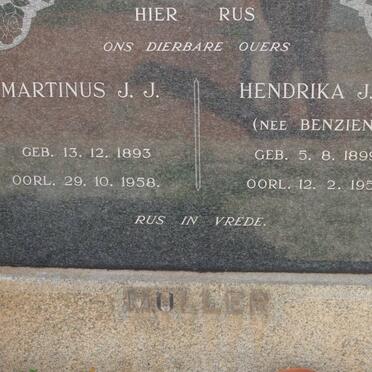 HIER RUS
ONS DIERBARE OUERS
MARTINUS J. J.
GEB. 13. 12. 1893
OORL. 29. 10. 1958.
HENDRIKA J.
(NEE BENZIEN
GEB. 5. 8. 1899
OORL. 12. 2. 195
RUS IN VREDE.
MULLER